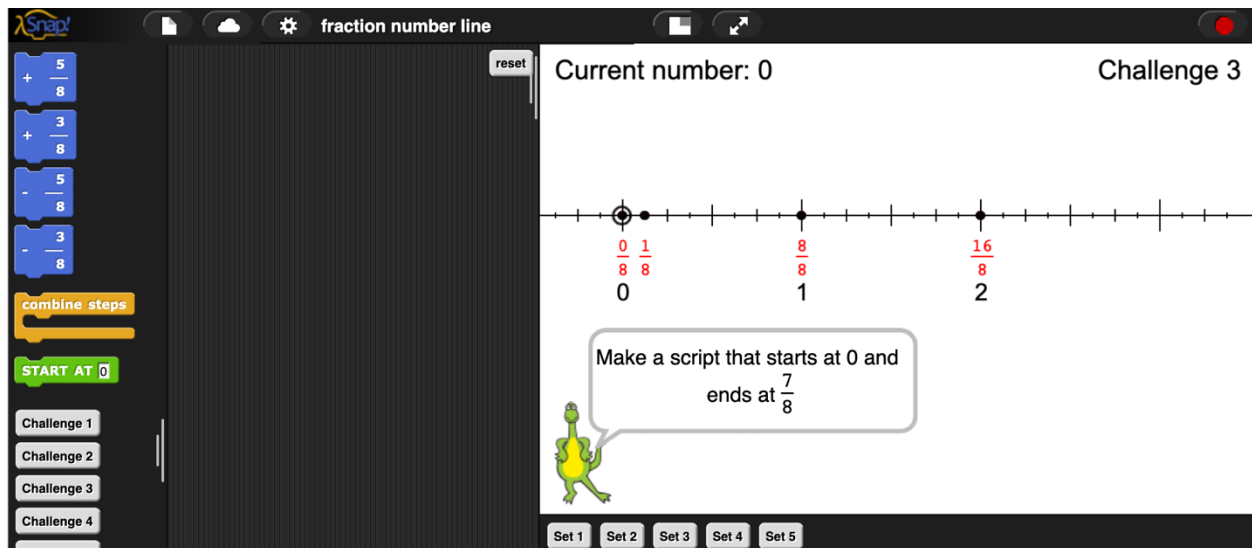 Snap!
fraction number line
+ 5/8
+ 3/8
- 5/8
- 3/8
combine steps
START AT 0
Challenge 1
Challenge 2
Challenge 3
Challenge 4
reset
Current number: 0
Challenge 3
0/8 1/8 8/8 16/8
0 1 2
Make a script that starts at 0 and
ends at 7/8
Set 1 Set 2 Set 3 Set 4 Set 5